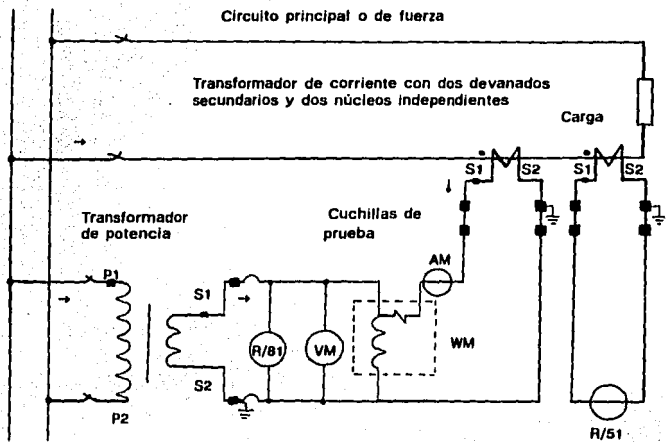 Circuito principal o de fuerza
Transformador de corriente con dos devanados
secundarios y dos núcleos independientes
Carga
S1
S2
S1
S2
Transformador
de potencia
Cuchillas de
prueba
AM
P1
S1
R/81
VM
WM
S2
P2
R/51